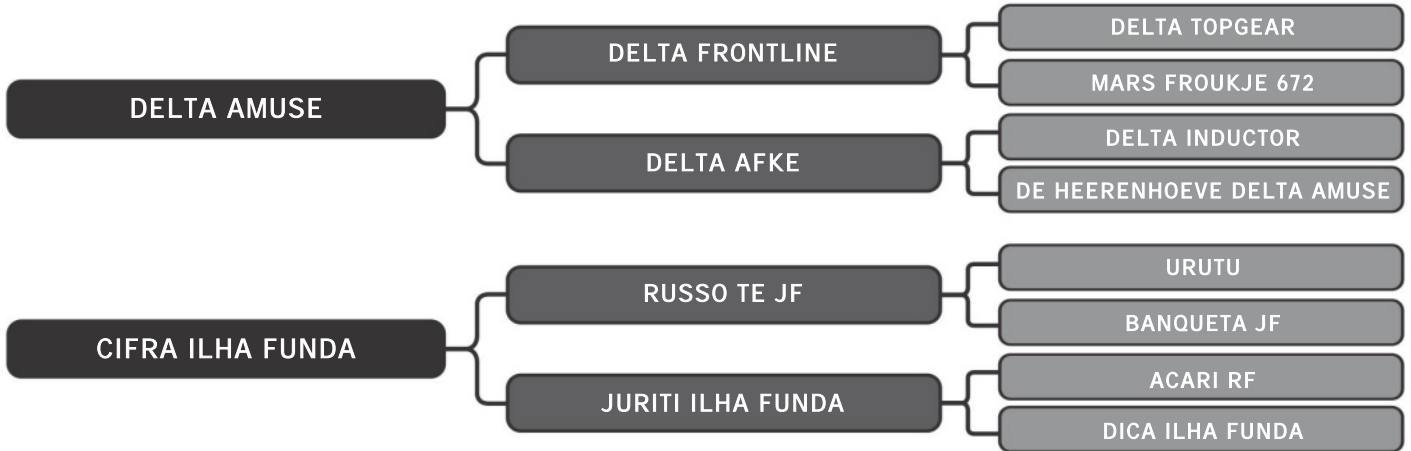 DELTA AMUSE
DELTA FRONTLINE
DELTA TOPGEAR
MARS FROUKJE 672
DELTA AFKE
DELTA INDUCTOR
DE HEERENHOEVE DELTA AMUSE
CIFRA ILHA FUNDA
RUSSO TE JF
URUTU
BANQUETA JF
JURITI ILHA FUNDA
ACARI RF
DICA ILHA FUNDA